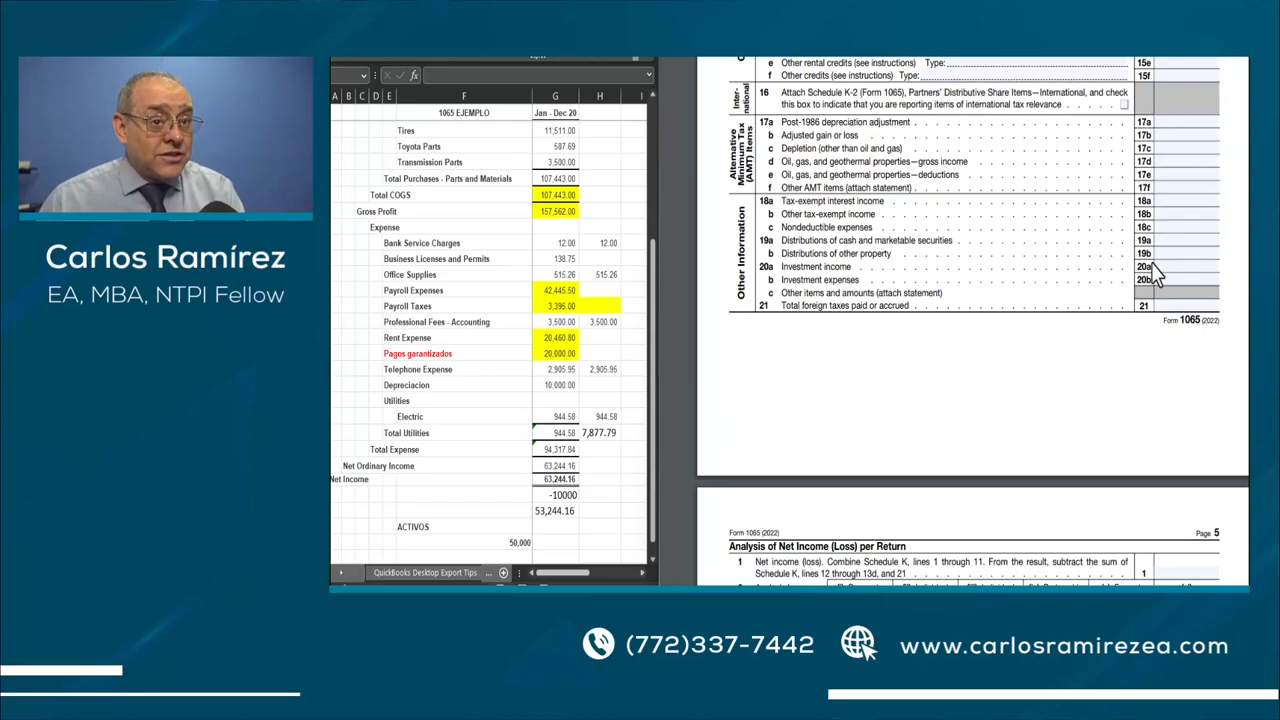 Carlos Ramírez
EA, MBA, NTPI Fellow
A B C D E F G H I
1065 EJEMPLO Jan - Dec 20
Tires 11,511.00
Toyota Parts 587.69
Transmission Parts 3,500.00
Total Purchases - Parts and Materials 107,443.00
Total COGS 107,443.00
Gross Profit 157,562.00
Expense
Bank Service Charges 12.00 12.00
Business Licenses and Permits 138.75
Office Supplies 515.26 515.26
Payroll Expenses 42,445.50
Payroll Taxes 3,395.00
Professional Fees - Accounting 3,500.00 3,500.00
Rent Expense 20,460.80
Pagos garantizados 20,000.00
Telephone Expense 2,905.95 2,905.95
Depreciacion 10,000.00
Utilities
Electric 944.58 944.58
Total Utilities 944.58 7,877.79
Total Expense 94,317.84
Net Ordinary Income 63,244.16
Net Income 63,244.16
-10000
53,244.16
ACTIVOS
50,000
QuickBooks Desktop Export Tips ...
e Other rental credits (see instructions) Type: 15e
f Other credits (see instructions) Type: 15f
Inter-national
16 Attach Schedule K-2 (Form 1065), Partners' Distributive Share Items—International, and check
this box to indicate that you are reporting items of international tax relevance
Alternative Minimum Tax (AMT) Items
17a Post-1986 depreciation adjustment 17a
b Adjusted gain or loss 17b
c Depletion (other than oil and gas) 17c
d Oil, gas, and geothermal properties—gross income 17d
e Oil, gas, and geothermal properties—deductions 17e
f Other AMT items (attach statement) 17f
Other Information
18a Tax-exempt interest income 18a
b Other tax-exempt income 18b
c Nondeductible expenses 18c
19a Distributions of cash and marketable securities 19a
b Distributions of other property 19b
20a Investment income 20a
b Investment expenses 20b
c Other items and amounts (attach statement)
21 Total foreign taxes paid or accrued 21
Form 1065 (2022)
Form 1065 (2022) Page 5
Analysis of Net Income (Loss) per Return
1 Net income (loss). Combine Schedule K, lines 1 through 11. From the result, subtract the sum of
Schedule K, lines 12 through 13d, and 21 1
(772)337-7442
www.carlosramirezea.com